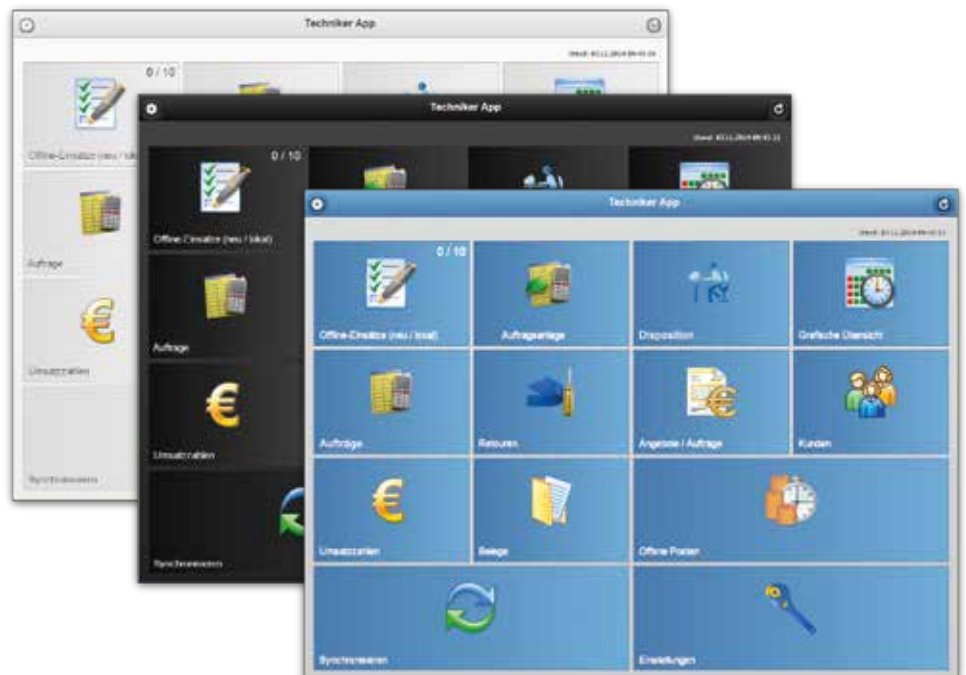 Techniker App
0 / 10
Offline-Einsätze (neu / lok
Aufträge
Umsatzzahlen
Synchronisieren
Techniker App
0 / 10
Offline-Einsätze (neu / lokal)
Aufträge
Umsatzzahlen
Synchronisieren
Techniker App
0 / 10
Offline-Einsätze (neu / lokal) Auftragsanlage Disposition Grafische Übersicht
Aufträge Retouren Angebote / Aufträge Kunden
Umsatzzahlen Belege Offene Posten
Synchronisieren Einstellungen